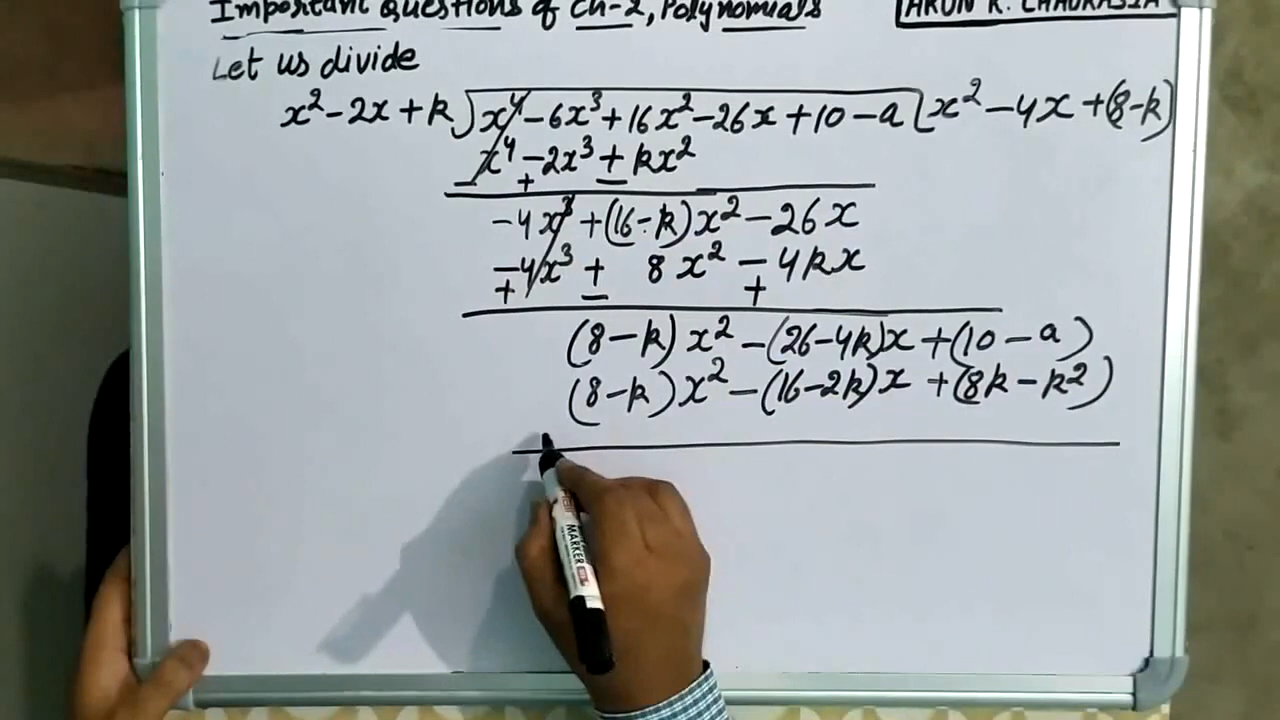 Important Questions of Ch-2, Polynomials
ARUN K. CHAURASIA
Let us divide
x² - 2x + k ) x⁴ - 6x³ + 16x² - 26x + 10 - a [ x² - 4x + (8-k)
x⁴ - 2x³ + kx²
- + -
-4x³ + (16-k)x² - 26x
-4x³ + 8x² - 4kx
+ - +
(8-k)x² - (26-4k)x + (10-a)
(8-k)x² - (16-2k)x + (8k-k²)
MARKER